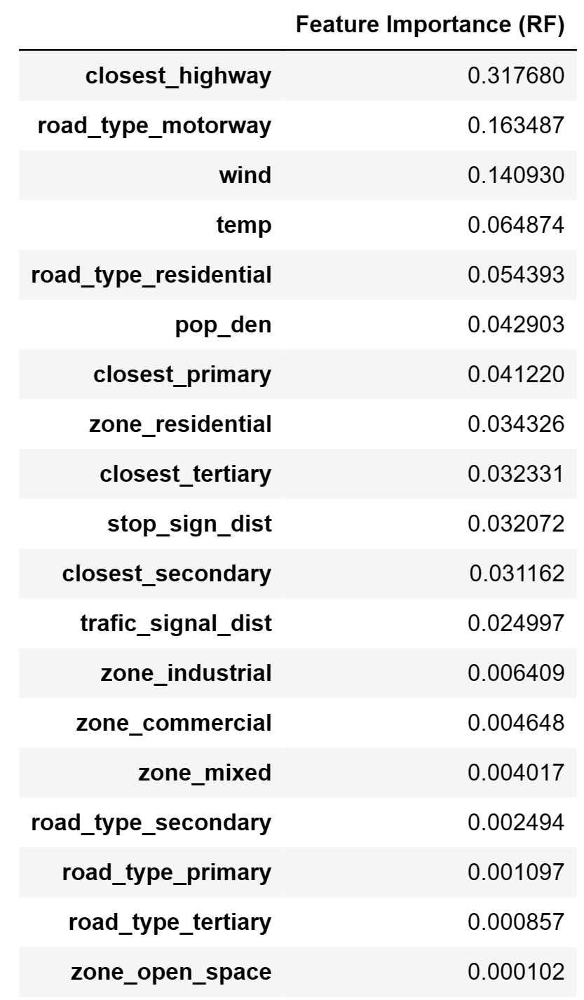 Feature Importance (RF)
closest_highway 0.317680
road_type_motorway 0.163487
wind 0.140930
temp 0.064874
road_type_residential 0.054393
pop_den 0.042903
closest_primary 0.041220
zone_residential 0.034326
closest_tertiary 0.032331
stop_sign_dist 0.032072
closest_secondary 0.031162
trafic_signal_dist 0.024997
zone_industrial 0.006409
zone_commercial 0.004648
zone_mixed 0.004017
road_type_secondary 0.002494
road_type_primary 0.001097
road_type_tertiary 0.000857
zone_open_space 0.000102